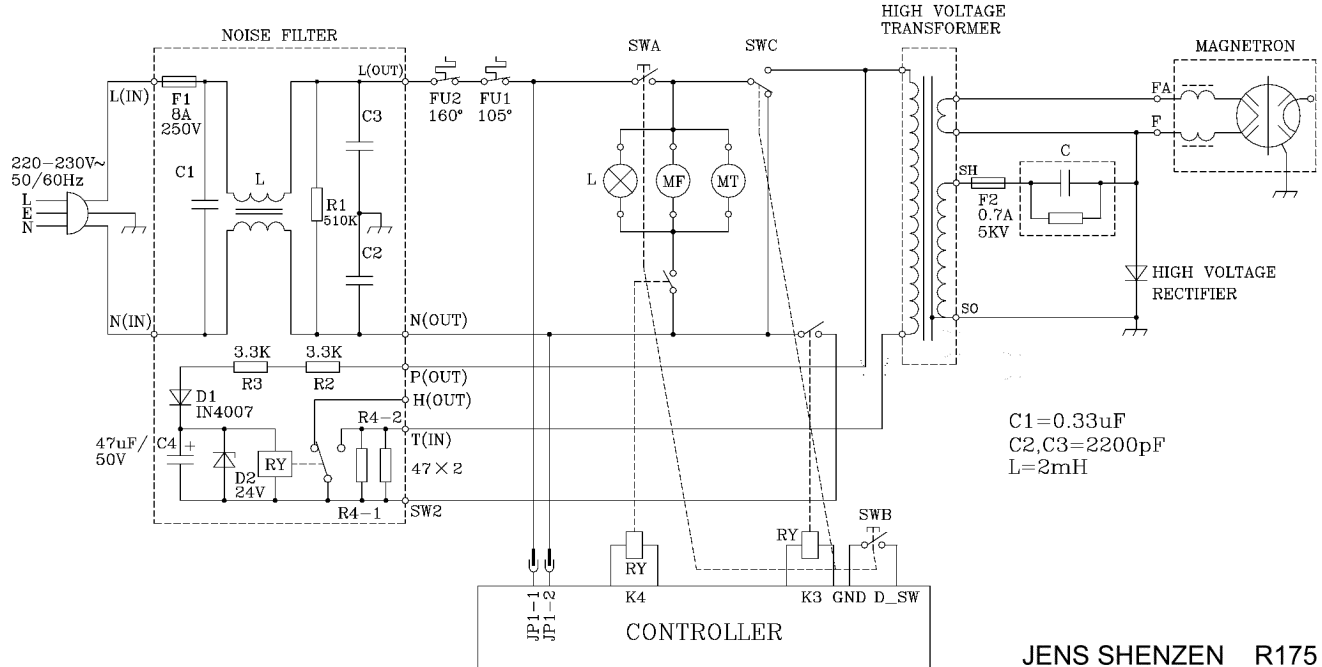 HIGH VOLTAGE
TRANSFORMER
NOISE FILTER
SWA
SWC
MAGNETRON
L(IN)
F1
8A
250V
L(OUT)
FU2
160°
FU1
105°
FA
F
C3
220-230V~
50/60Hz
L
E
N
C1
L
R1
510K
L
MF
MT
SH
C
F2
0.7A
5KV
C2
HIGH VOLTAGE
RECTIFIER
N(IN)
N(OUT)
SO
3.3K
3.3K
R3
R2
P(OUT)
D1
IN4007
H(OUT)
R4-2
T(IN)
47uF/
50V
C4
+
D2
24V
RY
47×2
R4-1
SW2
C1=0.33uF
C2,C3=2200pF
L=2mH
SWB
RY
RY
JP1-1
JP1-2
K4
K3
GND
D_SW
CONTROLLER
JENS SHENZEN R175